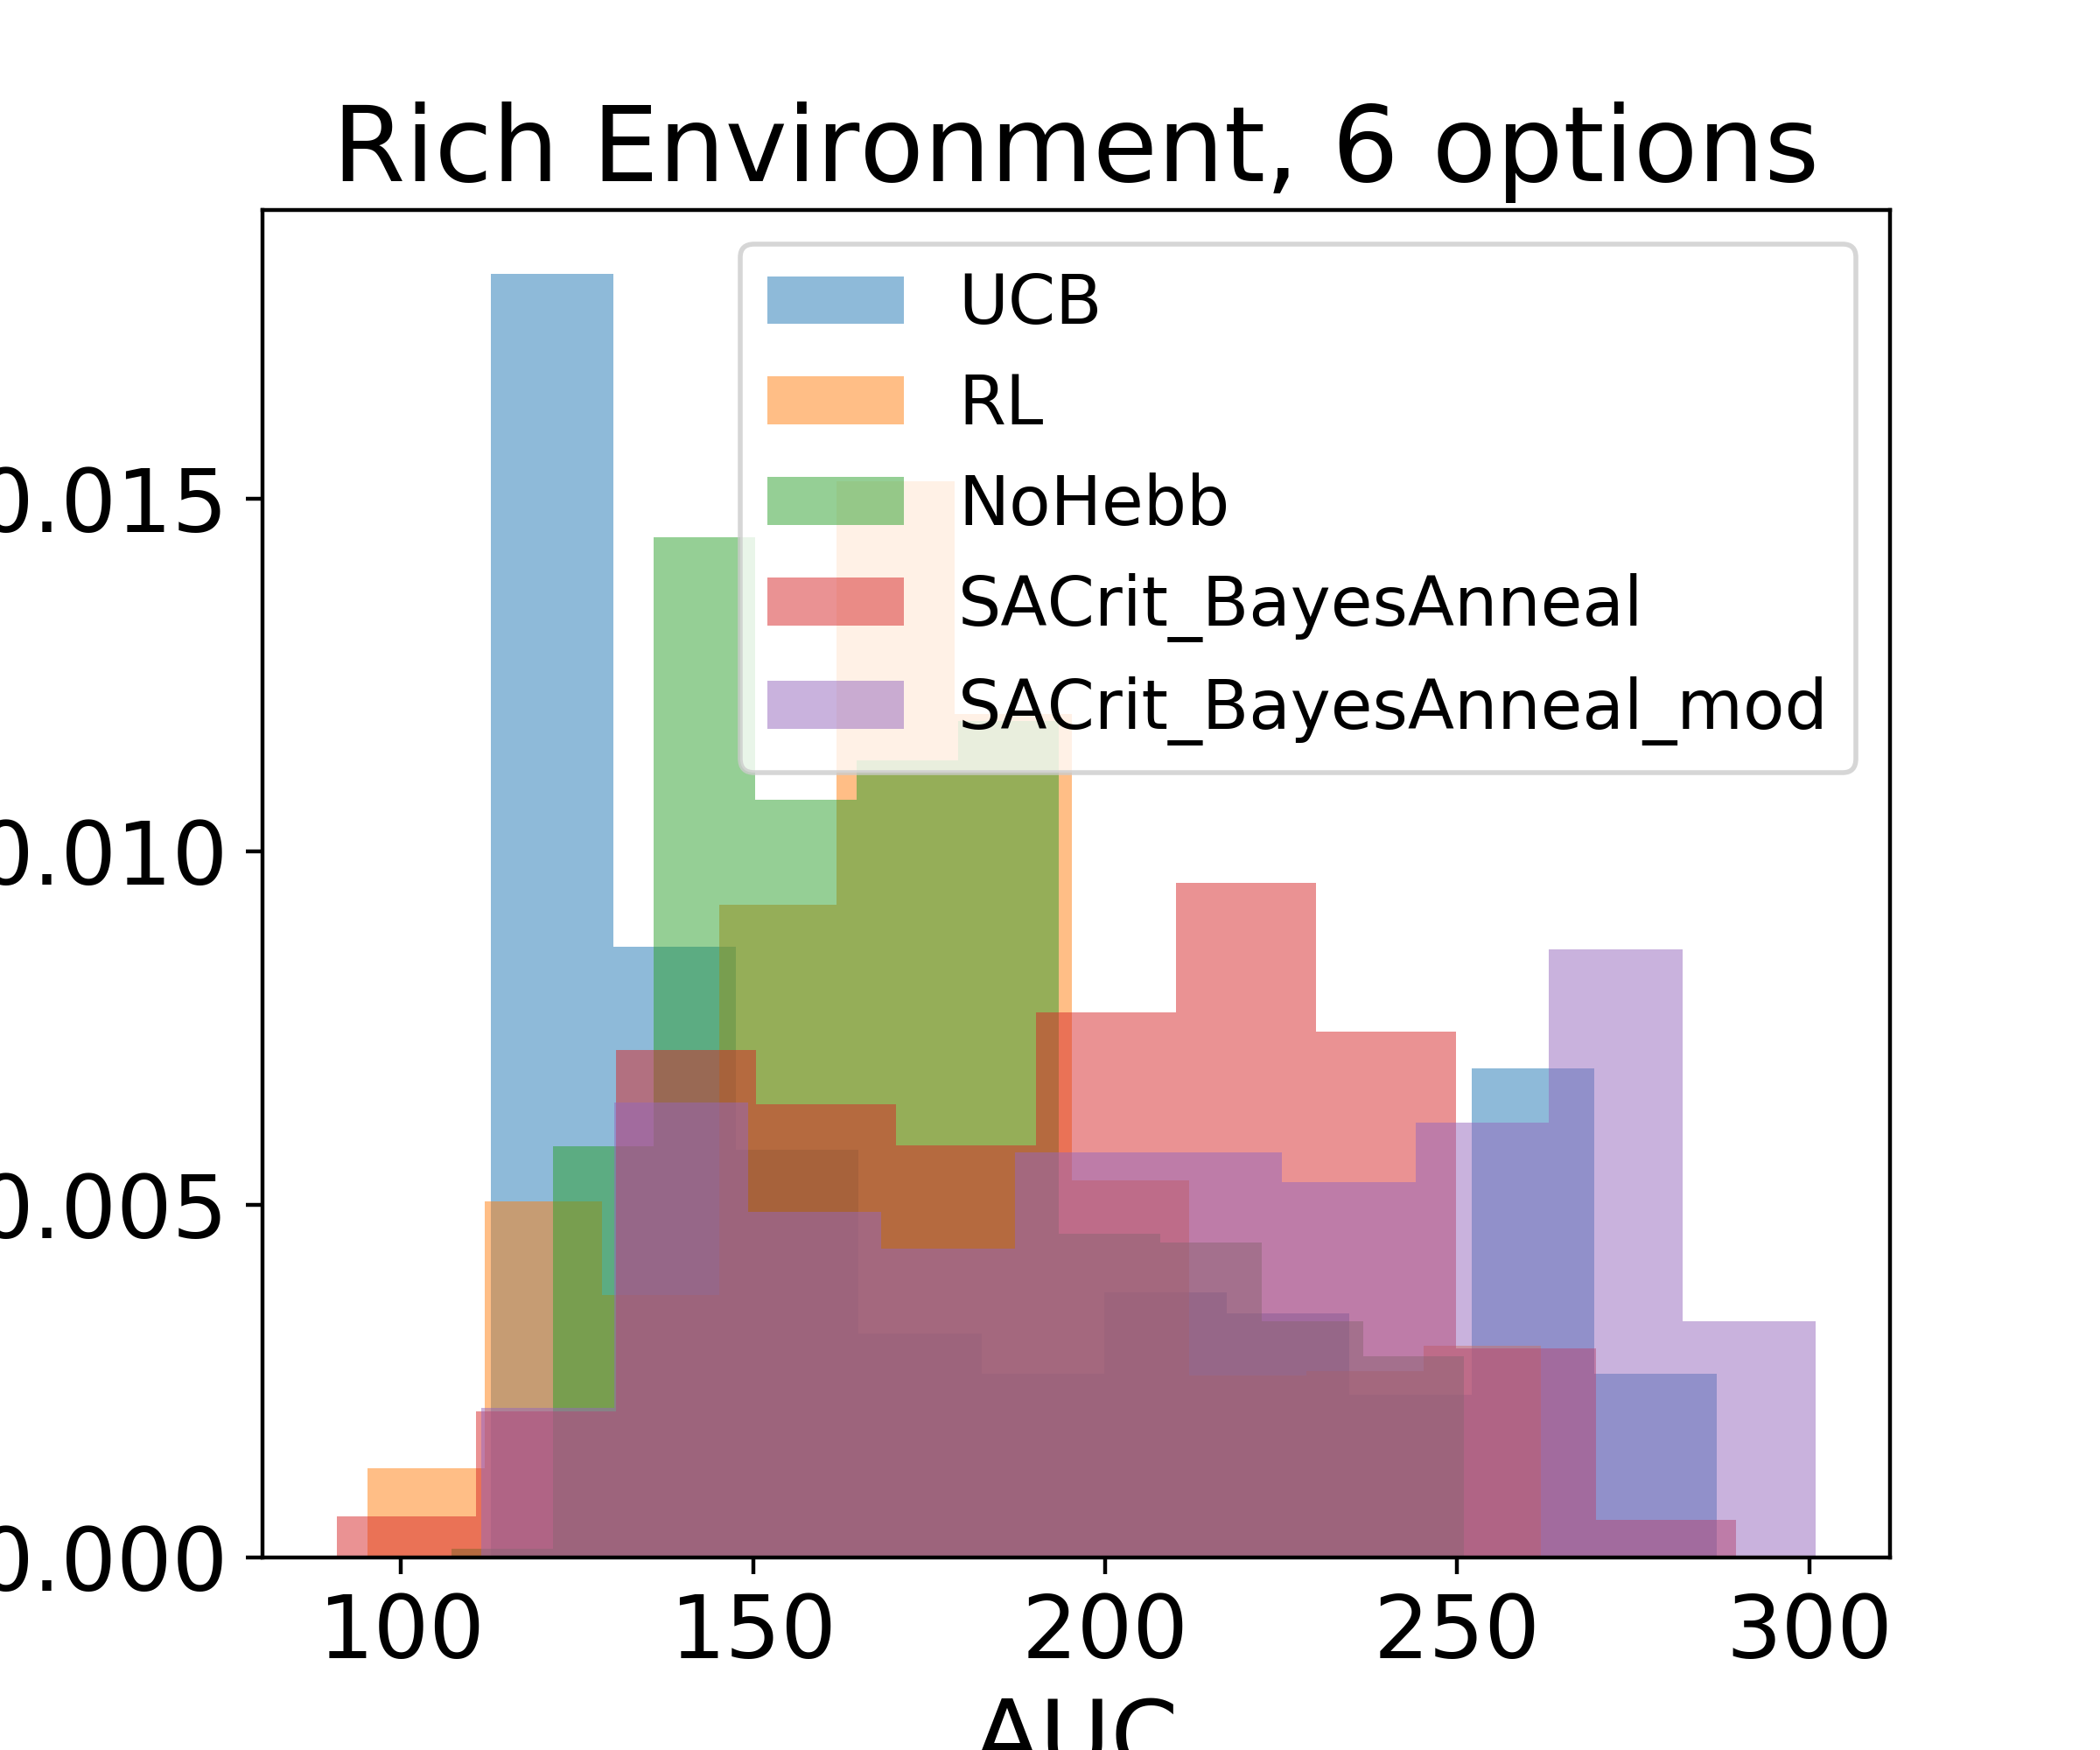 Rich Environment, 6 options
UCB
RL
NoHebb
SACrit_BayesAnneal
SACrit_BayesAnneal_mod
0.015
0.010
0.005
0.000
100 150 200 250 300
AUC